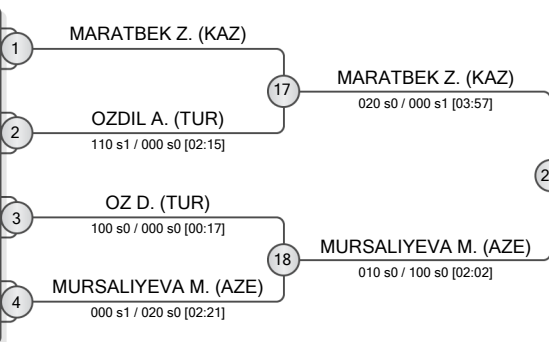 1
MARATBEK Z. (KAZ)
17
MARATBEK Z. (KAZ)
020 s0 / 000 s1 [03:57]
2
OZDIL A. (TUR)
110 s1 / 000 s0 [02:15]
2
3
OZ D. (TUR)
100 s0 / 000 s0 [00:17]
18
MURSALIYEVA M. (AZE)
010 s0 / 100 s0 [02:02]
4
MURSALIYEVA M. (AZE)
000 s1 / 020 s0 [02:21]